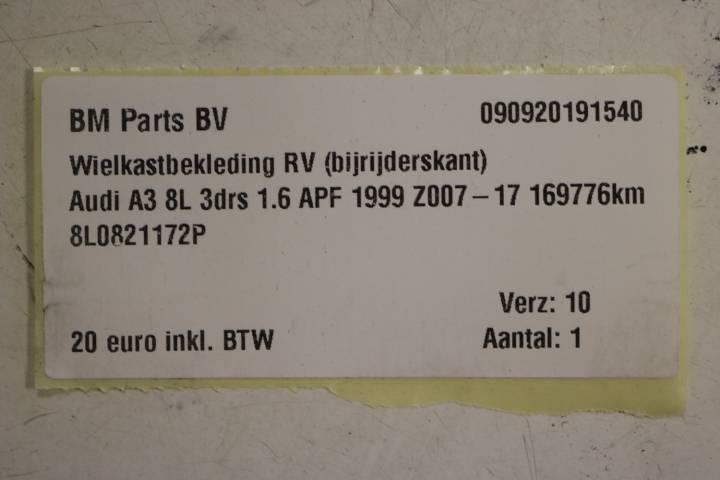 BM Parts BV 090920191540
Wielkastbekleding RV (bijrijderskant)
Audi A3 8L 3drs 1.6 APF 1999 Z007-17 169776km
8L0821172P
Verz: 10
20 euro inkl. BTW Aantal: 1